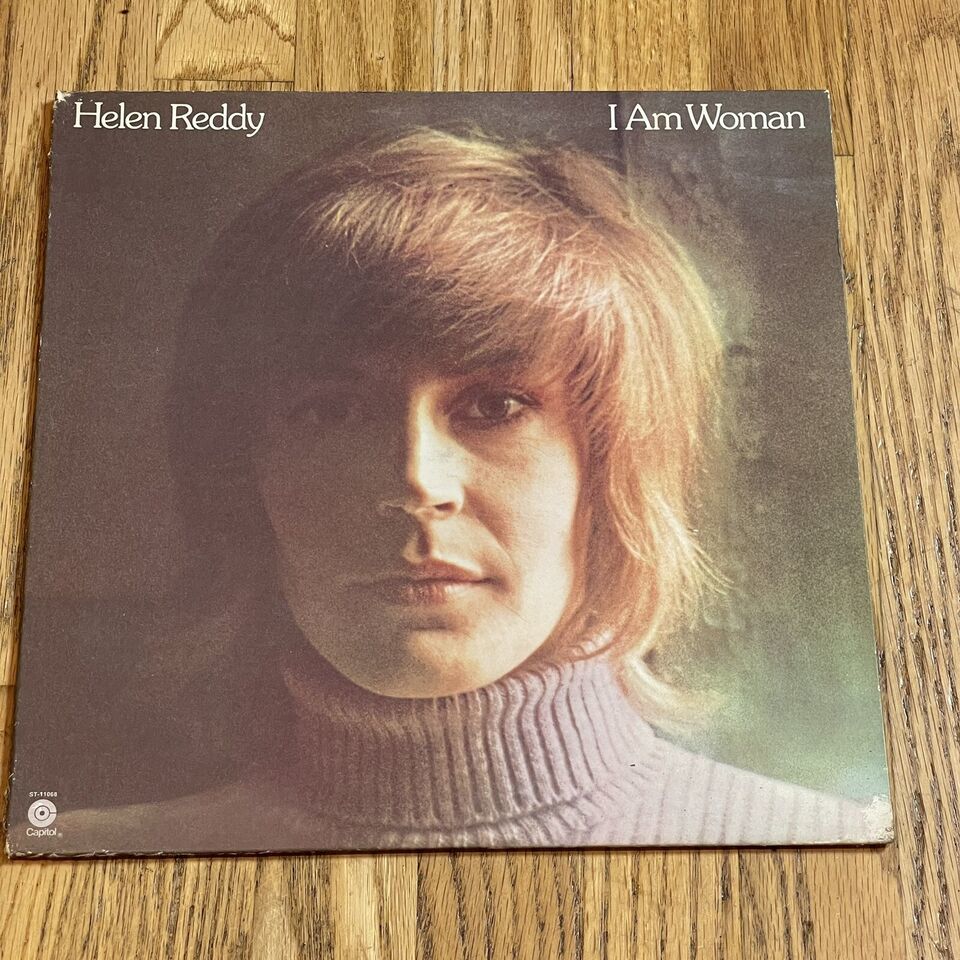 Helen Reddy
I Am Woman
ST-11068
Capitol®